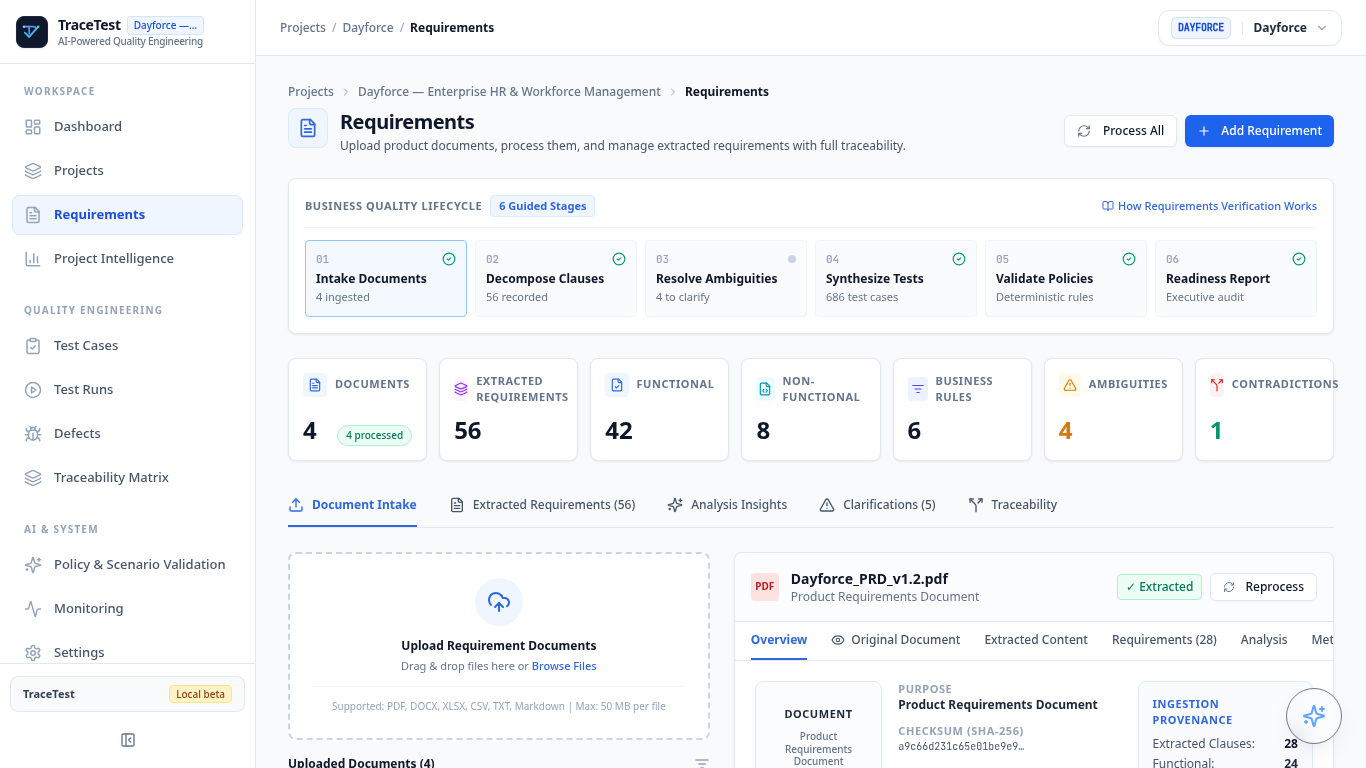 TraceTest
Dayforce —...
AI-Powered Quality Engineering
WORKSPACE
Dashboard
Projects
Requirements
Project Intelligence
QUALITY ENGINEERING
Test Cases
Test Runs
Defects
Traceability Matrix
AI & SYSTEM
Policy & Scenario Validation
Monitoring
Settings
TraceTest
Local beta
Projects / Dayforce / Requirements
DAYFORCE
Dayforce
Projects > Dayforce — Enterprise HR & Workforce Management > Requirements
Requirements
Upload product documents, process them, and manage extracted requirements with full traceability.
Process All
Add Requirement
BUSINESS QUALITY LIFECYCLE
6 Guided Stages
How Requirements Verification Works
01
Intake Documents
4 ingested
02
Decompose Clauses
56 recorded
03
Resolve Ambiguities
4 to clarify
04
Synthesize Tests
686 test cases
05
Validate Policies
Deterministic rules
06
Readiness Report
Executive audit
DOCUMENTS
4
4 processed
EXTRACTED
REQUIREMENTS
56
FUNCTIONAL
42
NON-
FUNCTIONAL
8
BUSINESS
RULES
6
AMBIGUITIES
4
CONTRADICTIONS
1
Document Intake
Extracted Requirements (56)
Analysis Insights
Clarifications (5)
Traceability
Upload Requirement Documents
Drag & drop files here or Browse Files
Supported: PDF, DOCX, XLSX, CSV, TXT, Markdown | Max: 50 MB per file
Uploaded Documents (4)
PDF
Dayforce_PRD_v1.2.pdf
Product Requirements Document
✓ Extracted
Reprocess
Overview
Original Document
Extracted Content
Requirements (28)
Analysis
Met
DOCUMENT
Product
Requirements
Document
PURPOSE
Product Requirements Document
CHECKSUM (SHA-256)
a9c66d231c65e01be9e9…
INGESTION
PROVENANCE
Extracted Clauses: 28
Functional: 24